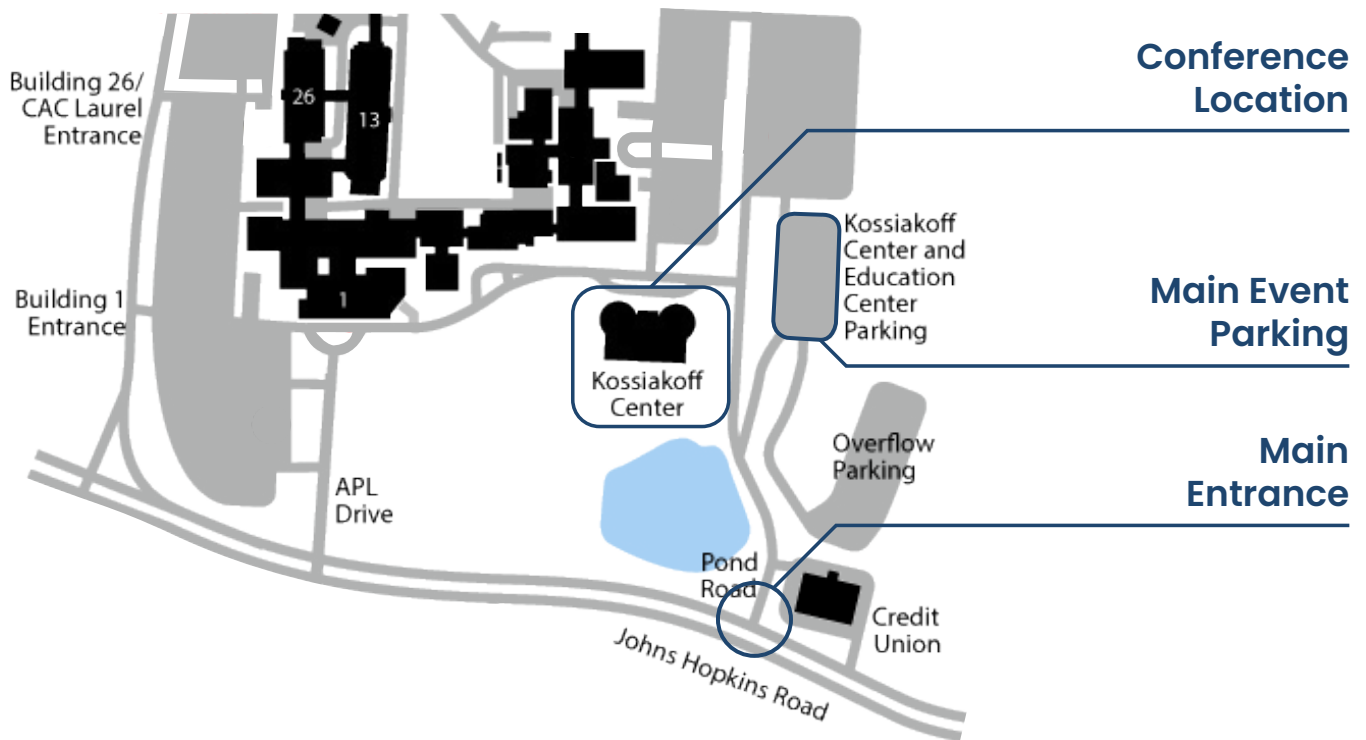 Conference
Location
Building 26/
CAC Laurel
Entrance
26
13
Kossiakoff
Center and
Education
Center
Parking
Main Event
Parking
Building 1
Entrance
1
Kossiakoff
Center
Overflow
Parking
Main
Entrance
APL
Drive
Pond
Road
Credit
Union
Johns Hopkins Road